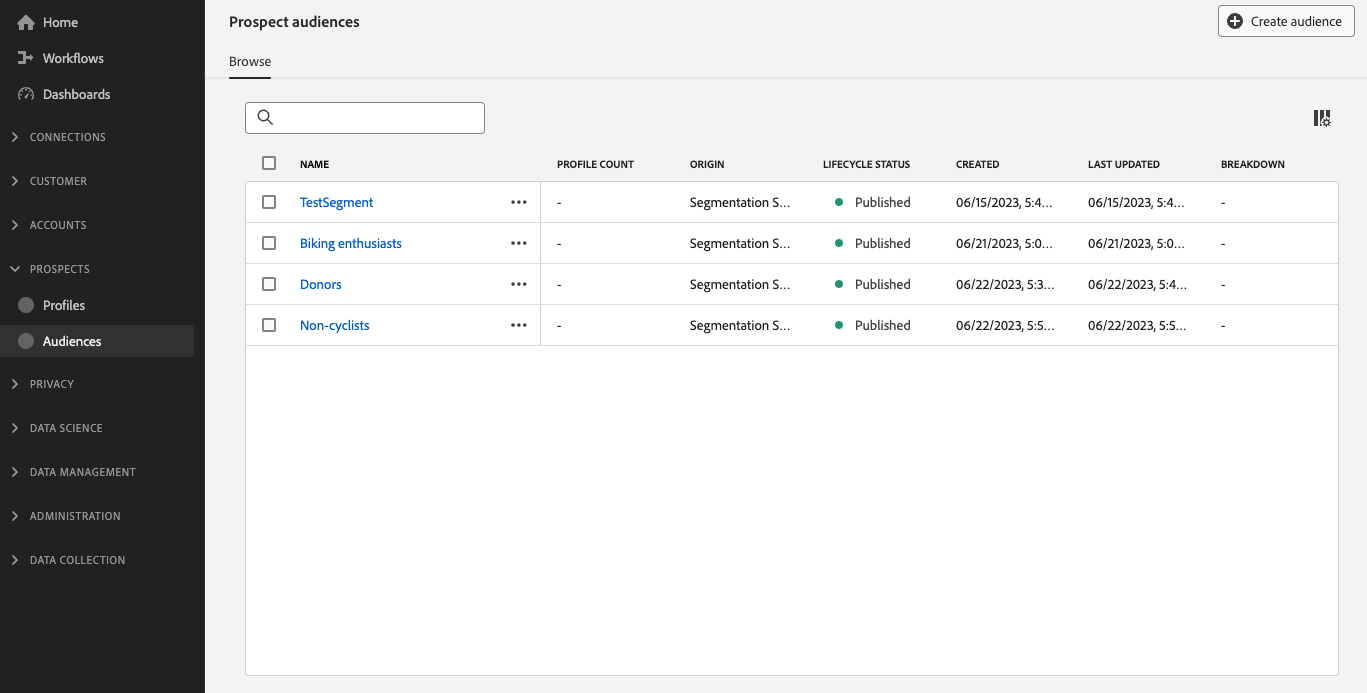 Home
Workflows
Dashboards
CONNECTIONS
CUSTOMER
ACCOUNTS
PROSPECTS
Profiles
Audiences
PRIVACY
DATA SCIENCE
DATA MANAGEMENT
ADMINISTRATION
DATA COLLECTION
Prospect audiences
Create audience
Browse
NAME PROFILE COUNT ORIGIN LIFECYCLE STATUS CREATED LAST UPDATED BREAKDOWN
TestSegment ••• - Segmentation S... Published 06/15/2023, 5:4... 06/15/2023, 5:4... -
Biking enthusiasts ••• - Segmentation S... Published 06/21/2023, 5:0... 06/21/2023, 5:0... -
Donors ••• - Segmentation S... Published 06/22/2023, 5:3... 06/22/2023, 5:4... -
Non-cyclists ••• - Segmentation S... Published 06/22/2023, 5:5... 06/22/2023, 5:5... -